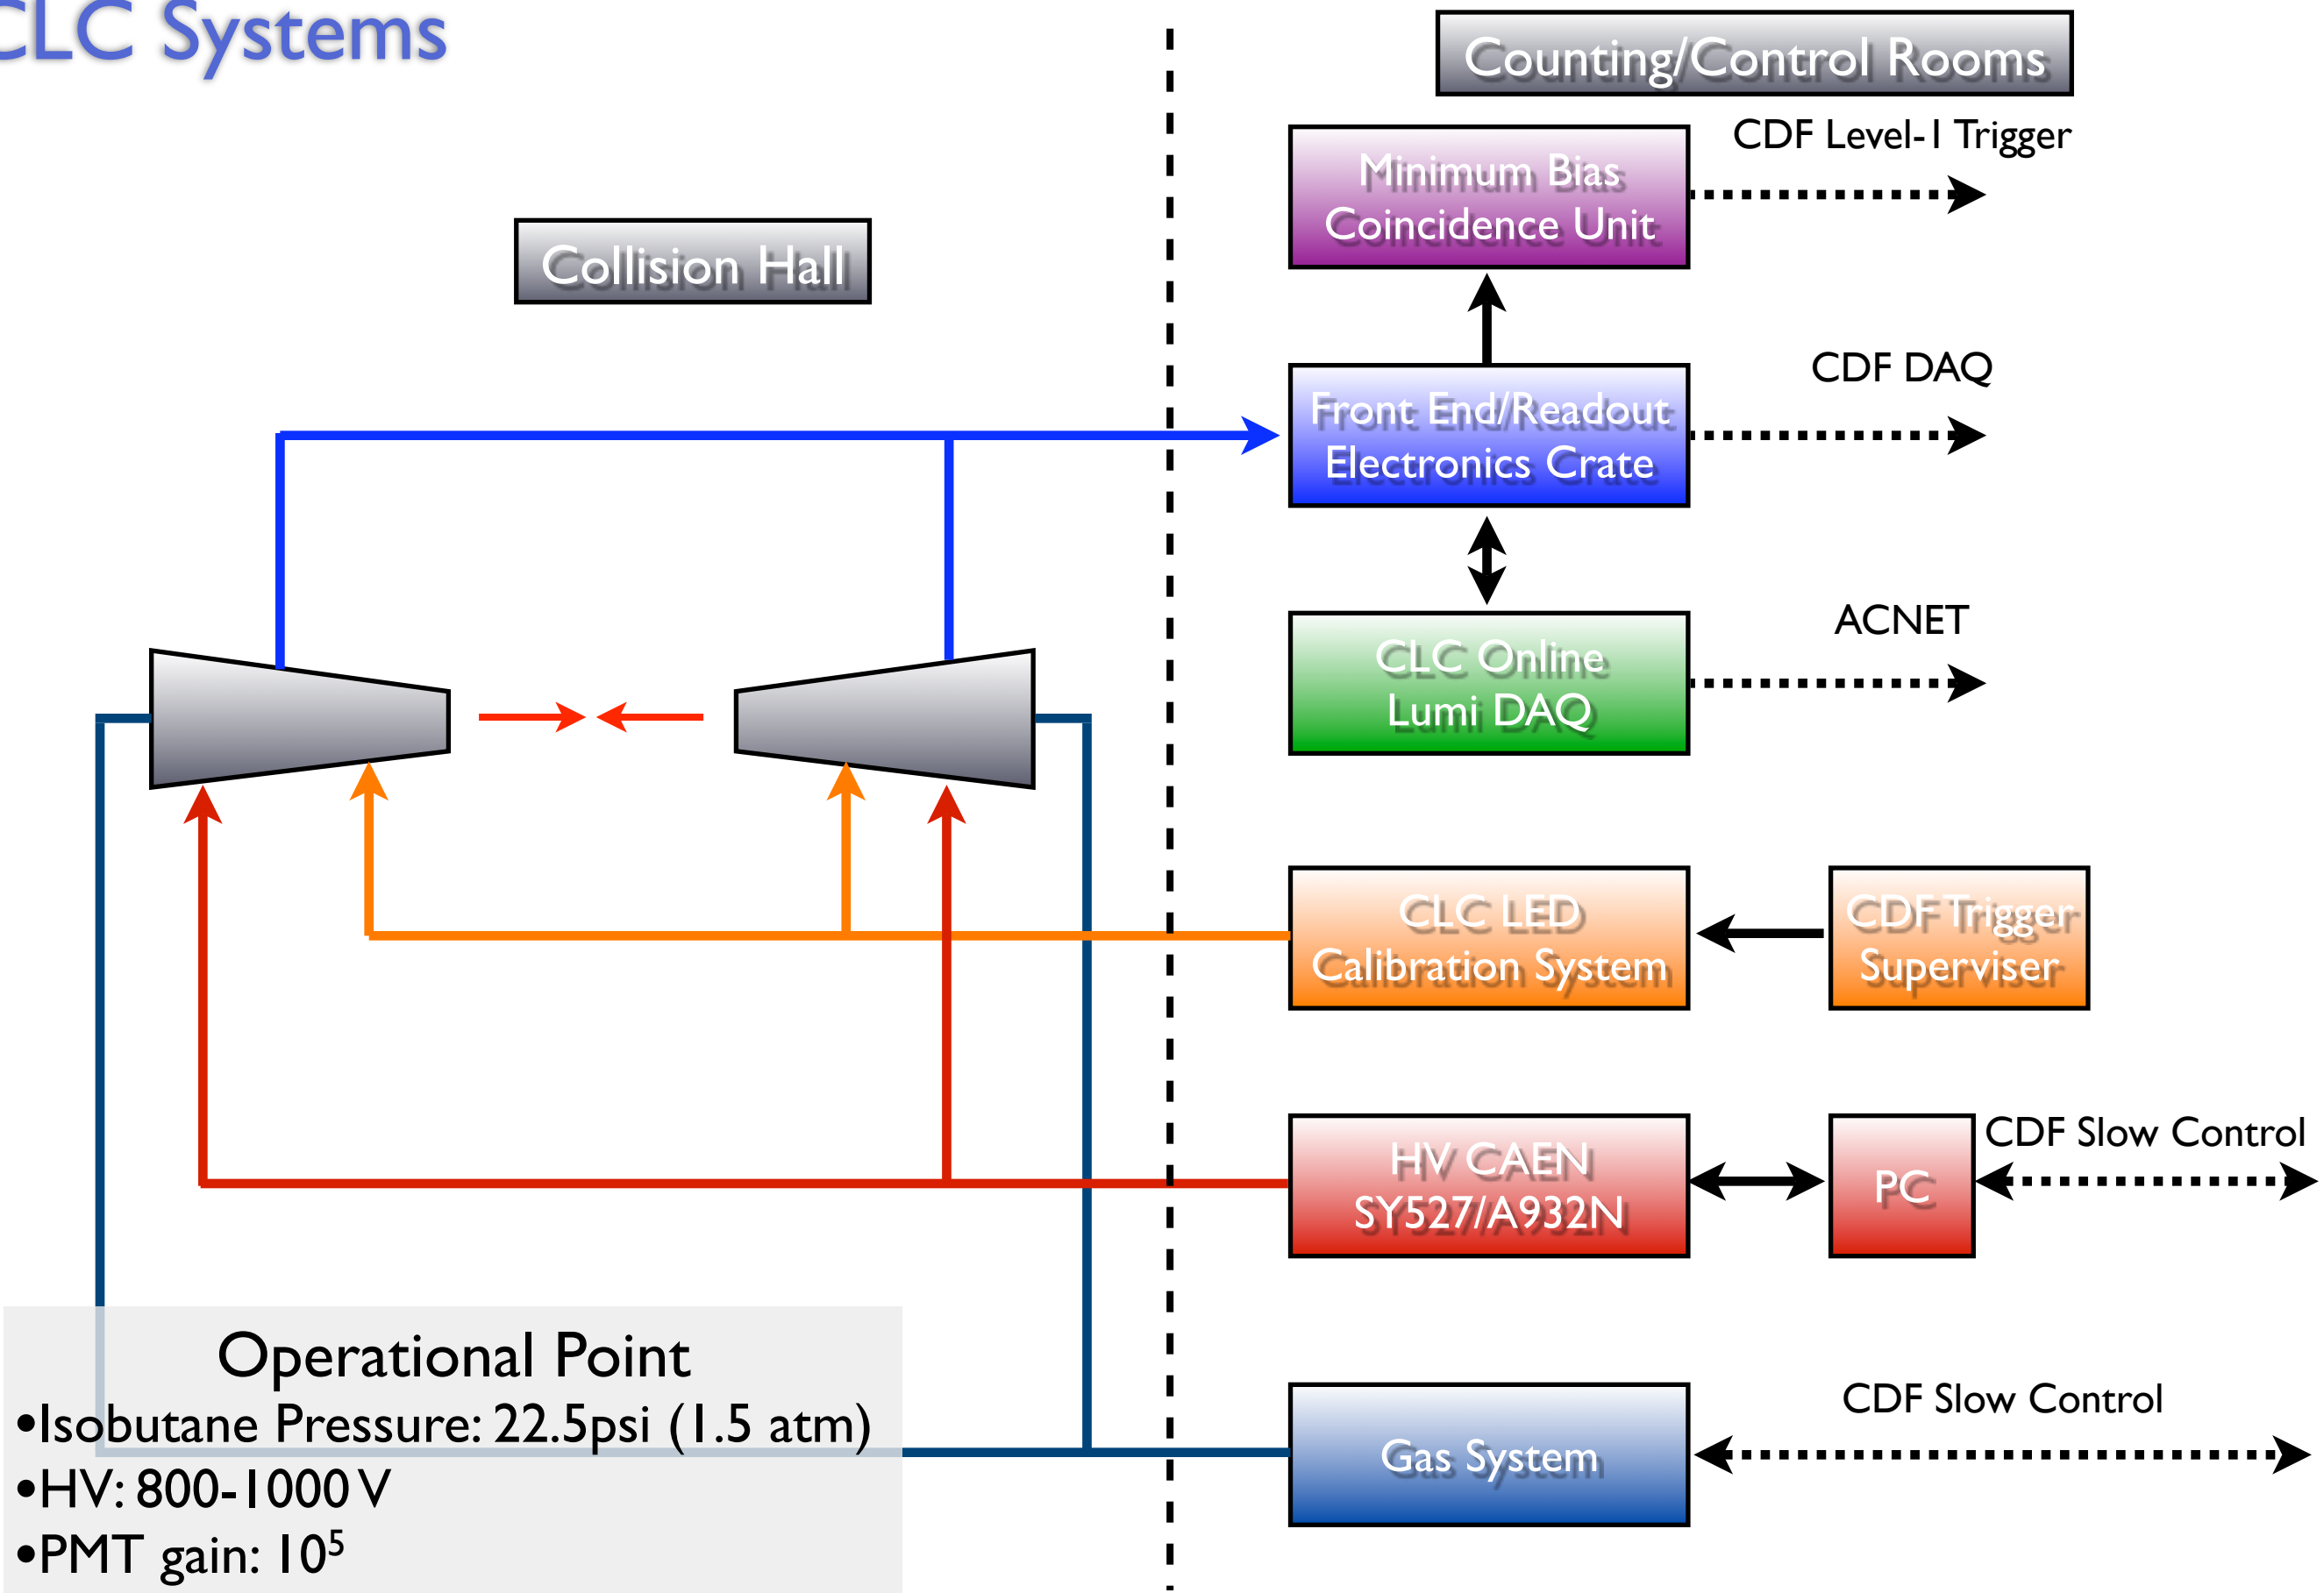 CLC Systems
Counting/Control Rooms
CDF Level-1 Trigger
Minimum Bias
Coincidence Unit
Collision Hall
CDF DAQ
Front End/Readout
Electronics Crate
ACNET
CLC Online
Lumi DAQ
CLC LED
Calibration System
CDF Trigger
Superviser
HV CAEN
SY527/A932N
PC
CDF Slow Control
CDF Slow Control
Gas System
Operational Point
•Isobutane Pressure: 22.5psi (1.5 atm)
•HV: 800-1000 V
•PMT gain: 10⁵